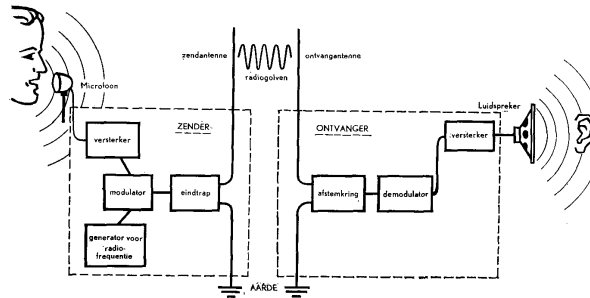 zendantenne
ontvangantenne
radiogolven
Microfoon
Luidspreker
ZENDER
ONTVANGER
versterker
versterker
modulator
eindtrap
afstemkring
demodulator
generator voor
radio-
frequentie
AARDE